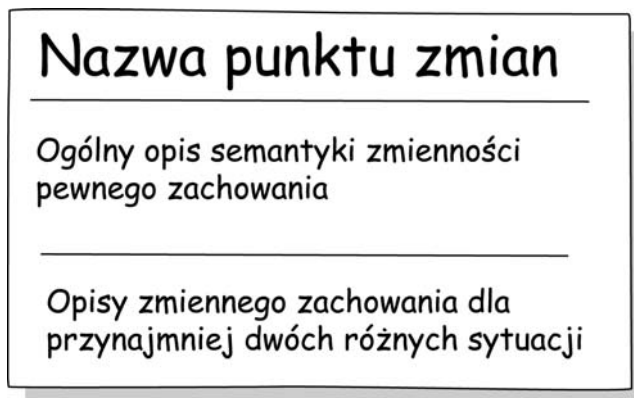 Nazwa punktu zmian
Ogólny opis semantyki zmienności
pewnego zachowania
Opisy zmiennego zachowania dla
przynajmniej dwóch różnych sytuacji